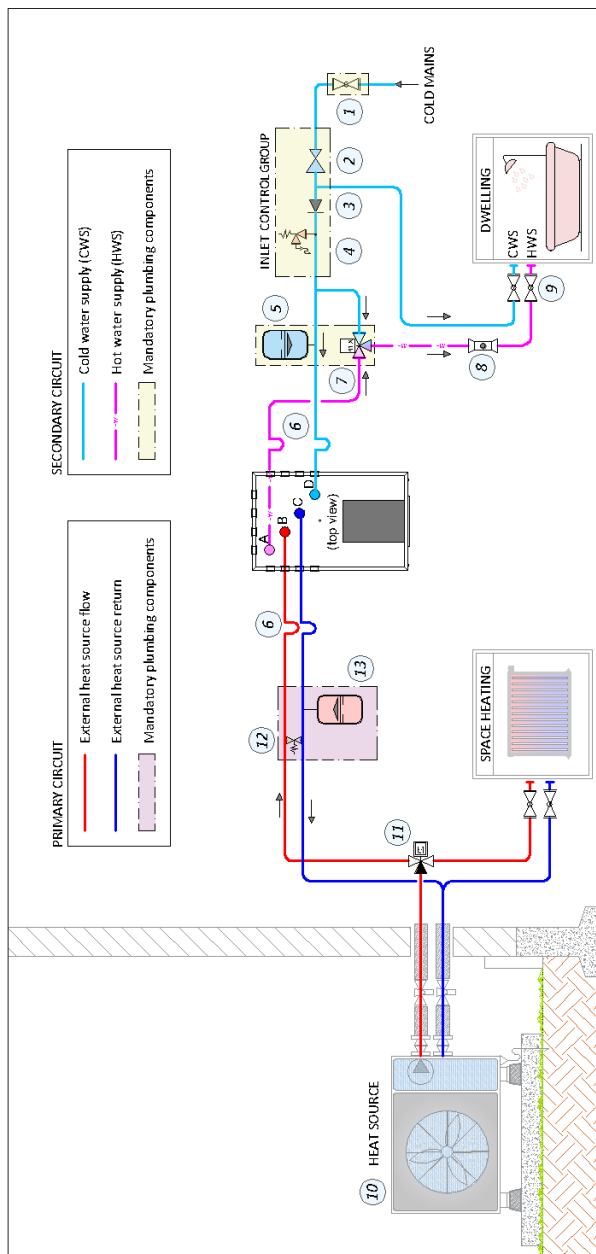 PRIMARY CIRCUIT
External heat source flow
External heat source return
Mandatory plumbing components
SECONDARY CIRCUIT
Cold water supply (CWS)
Hot water supply (HWS)
Mandatory plumbing components
INLET CONTROL GROUP
COLD MAINS
1
2
3
4
5
6
7
8
9
A
B
C
D
(top view)
6
12
13
11
10
HEAT SOURCE
SPACE HEATING
DWELLING
CWS
HWS